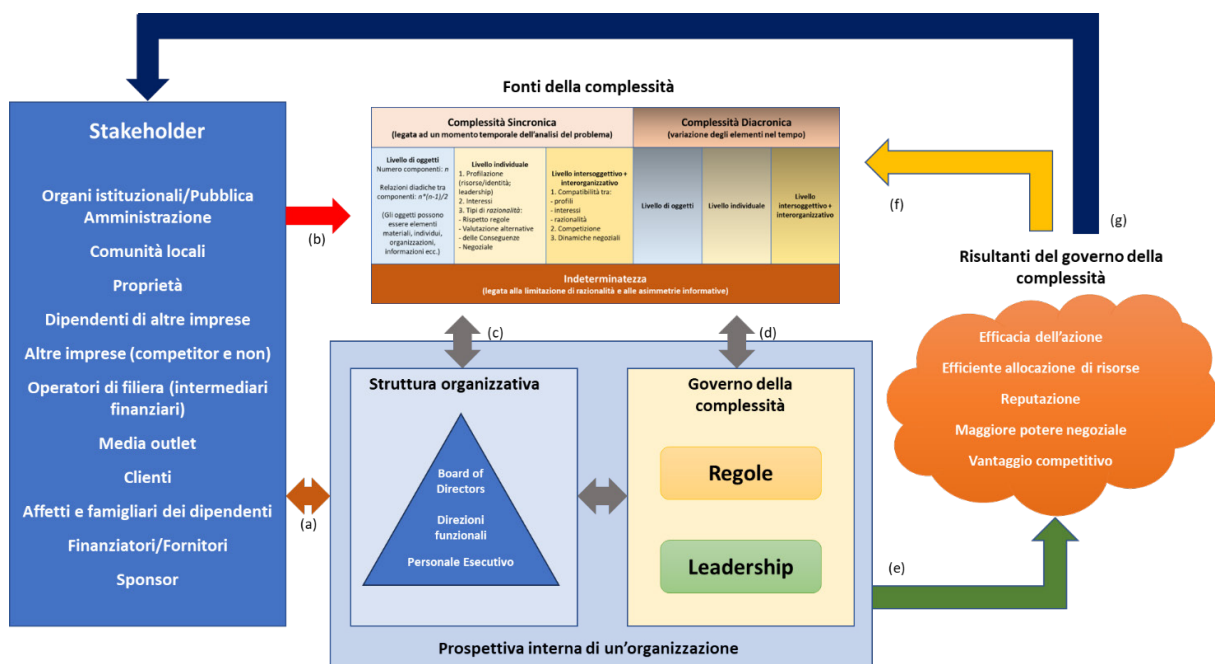 Fonti della complessità
Stakeholder
Organi istituzionali/Pubblica
Amministrazione
Comunità locali
Proprietà
Dipendenti di altre imprese
Altre imprese (competitor e non)
Operatori di filiera (intermediari
finanziari)
Media outlet
Clienti
Affetti e famigliari dei dipendenti
Finanziatori/Fornitori
Sponsor
(a)
(b)
Complessità Sincronica
(legata ad un momento temporale dell'analisi del problema)
Complessità Diacronica
(variazione degli elementi nel tempo)
Livello di oggetti
Numero componenti: n
Relazioni diadiche tra
componenti: n*(n-1)/2
(Gli oggetti possono
essere elementi
materiali, individui,
organizzazioni,
informazioni ecc.)
Livello individuale
1. Profilazione
(risorse/identità;
leadership)
2. Interessi
3. Tipi di razionalità:
- Rispetto regole
- Valutazione alternative
- delle Conseguenze
- Negoziale
Livello intersoggettivo +
interorganizzativo
1. Compatibilità tra:
- profili
- interessi
- razionalità
2. Competizione
3. Dinamiche negoziali
Livello di oggetti
Livello individuale
Livello
intersoggettivo +
interorganizzativo
Indeterminatezza
(legata alla limitazione di razionalità e alle asimmetrie informative)
(c)
(d)
(f)
(g)
Struttura organizzativa
Board of
Directors
Direzioni
funzionali
Personale Esecutivo
Governo della
complessità
Regole
Leadership
Prospettiva interna di un'organizzazione
(e)
Risultanti del governo della
complessità
Efficacia dell'azione
Efficiente allocazione di risorse
Reputazione
Maggiore potere negoziale
Vantaggio competitivo